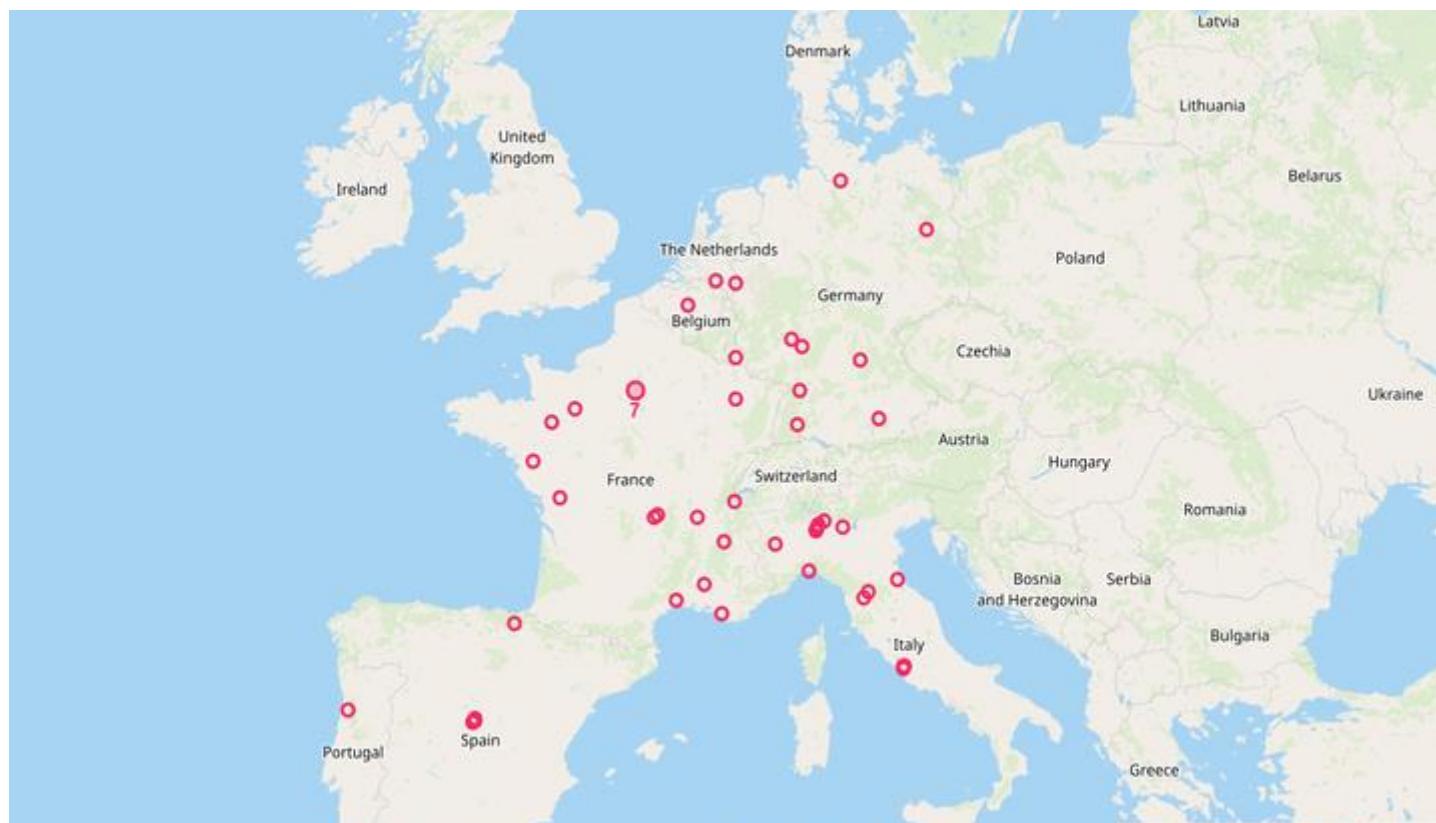 Latvia
Denmark
Lithuania
United
Kingdom
Belarus
Ireland
The Netherlands
Poland
Germany
Belgium
Czechia
Ukraine
7
Austria
Hungary
Switzerland
France
Romania
Bosnia
and Herzegovina
Serbia
Bulgaria
Italy
Spain
Portugal
Greece